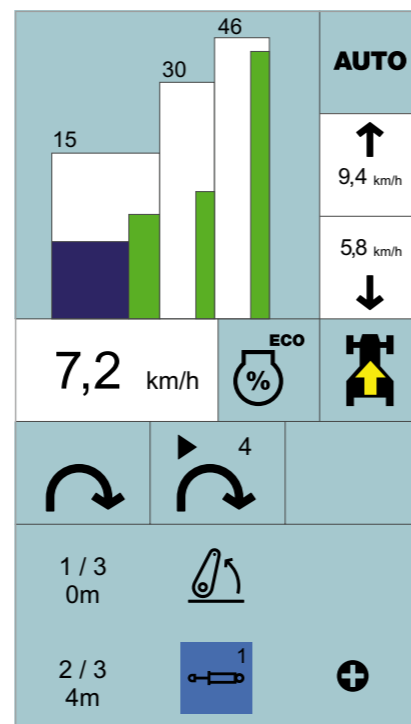 46
30
15
AUTO
9,4 km/h
5,8 km/h
7,2 km/h
ECO
%
4
1 / 3
0m
2 / 3
4m
1